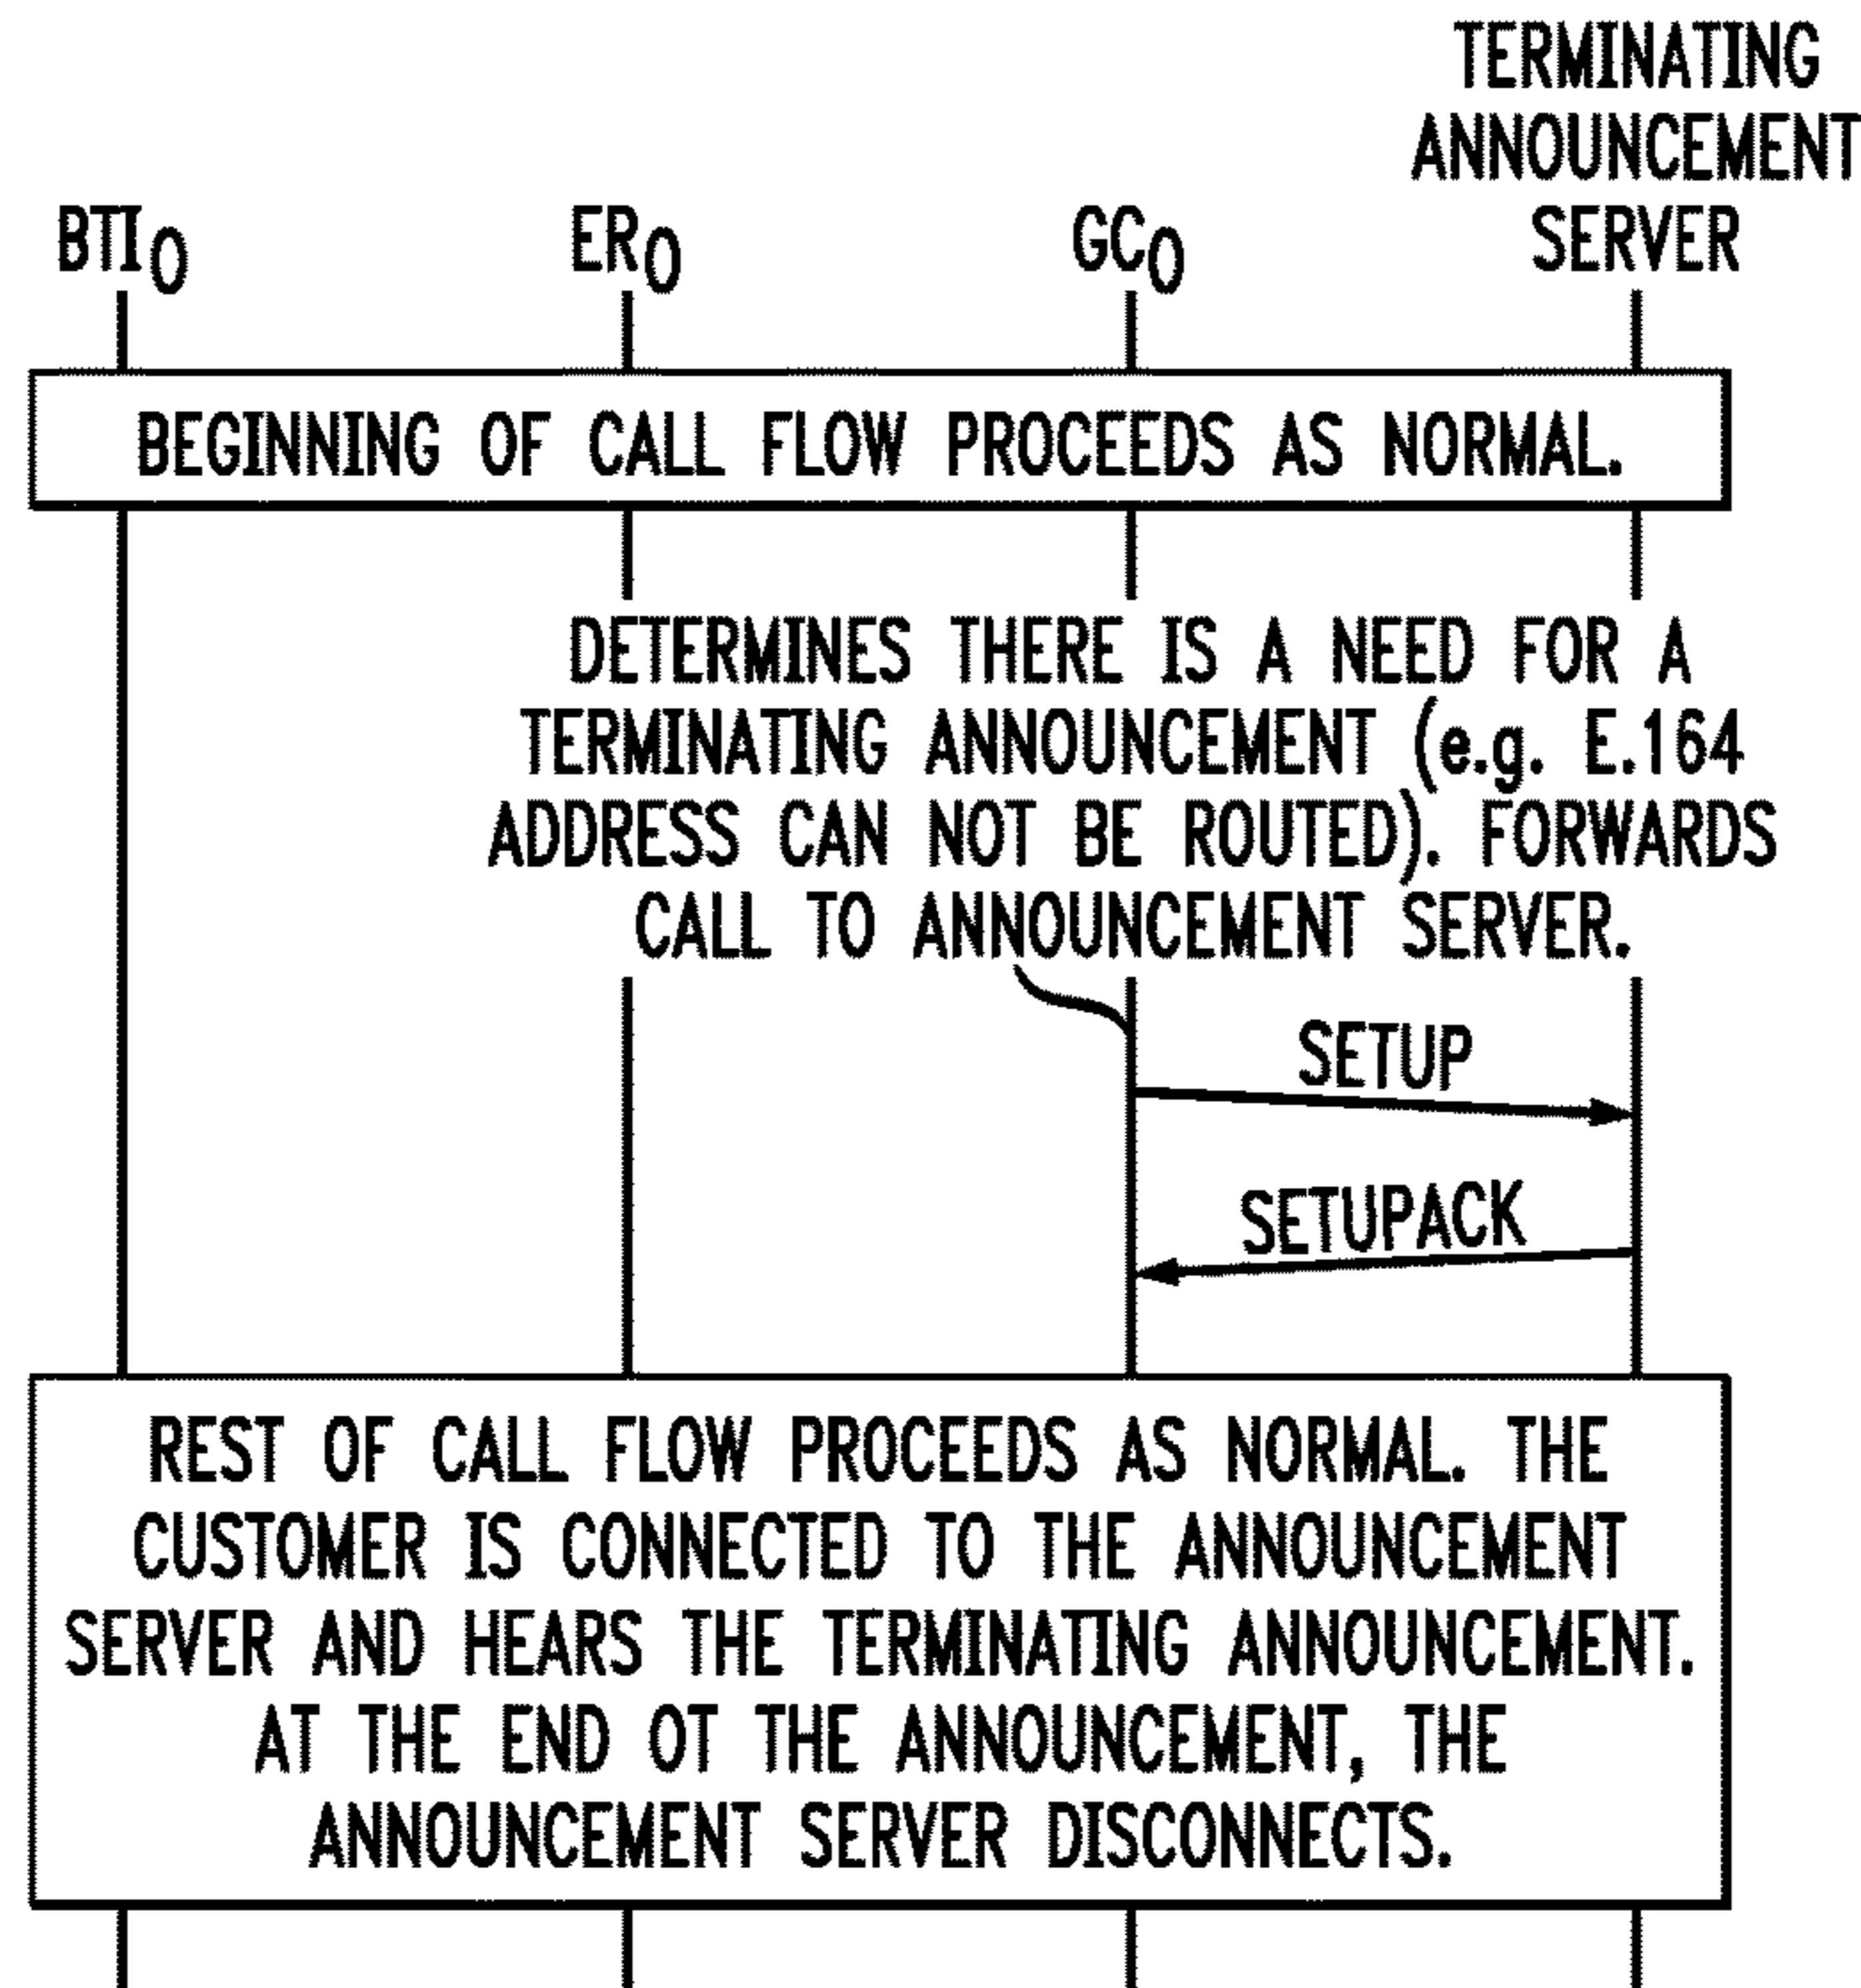 TERMINATING
ANNOUNCEMENT
BTIO ERO GCO SERVER
BEGINNING OF CALL FLOW PROCEEDS AS NORMAL.
DETERMINES THERE IS A NEED FOR A
TERMINATING ANNOUNCEMENT (e.g. E.164
ADDRESS CAN NOT BE ROUTED). FORWARDS
CALL TO ANNOUNCEMENT SERVER.
SETUP
SETUPACK
REST OF CALL FLOW PROCEEDS AS NORMAL. THE
CUSTOMER IS CONNECTED TO THE ANNOUNCEMENT
SERVER AND HEARS THE TERMINATING ANNOUNCEMENT.
AT THE END OT THE ANNOUNCEMENT, THE
ANNOUNCEMENT SERVER DISCONNECTS.